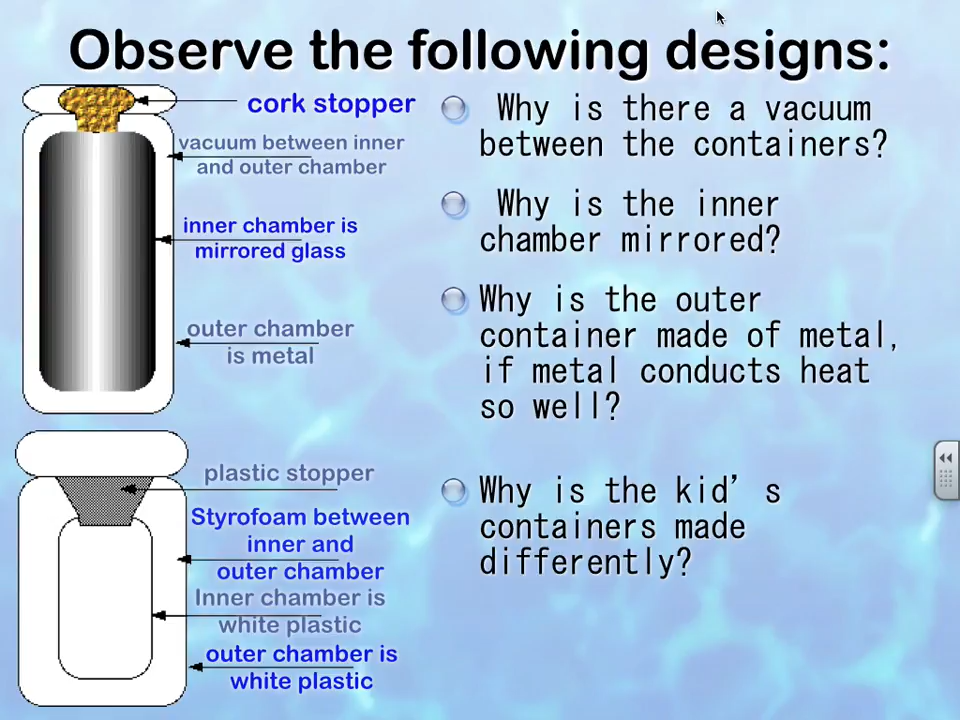 Observe the following designs:
cork stopper
vacuum between inner
and outer chamber
inner chamber is
mirrored glass
outer chamber
is metal
plastic stopper
Styrofoam between
inner and
outer chamber
Inner chamber is
white plastic
outer chamber is
white plastic
Why is there a vacuum
between the containers?
Why is the inner
chamber mirrored?
Why is the outer
container made of metal,
if metal conducts heat
so well?
Why is the kid's
containers made
differently?